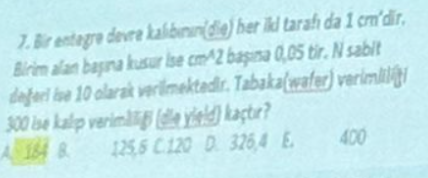 7. Bir entegre devre kalıbının(die) her iki tarafı da 1 cm'dir.
Birim alan başına kusur ise cm^2 başına 0,05 tir. N sabit
değeri ise 10 olarak verilmektedir. Tabaka(wafer) verimliliği
300 ise kalıp verimliliği (die yield) kaçtır?
A. 184 B. 125,6 C.120 D. 326,4 E. 400